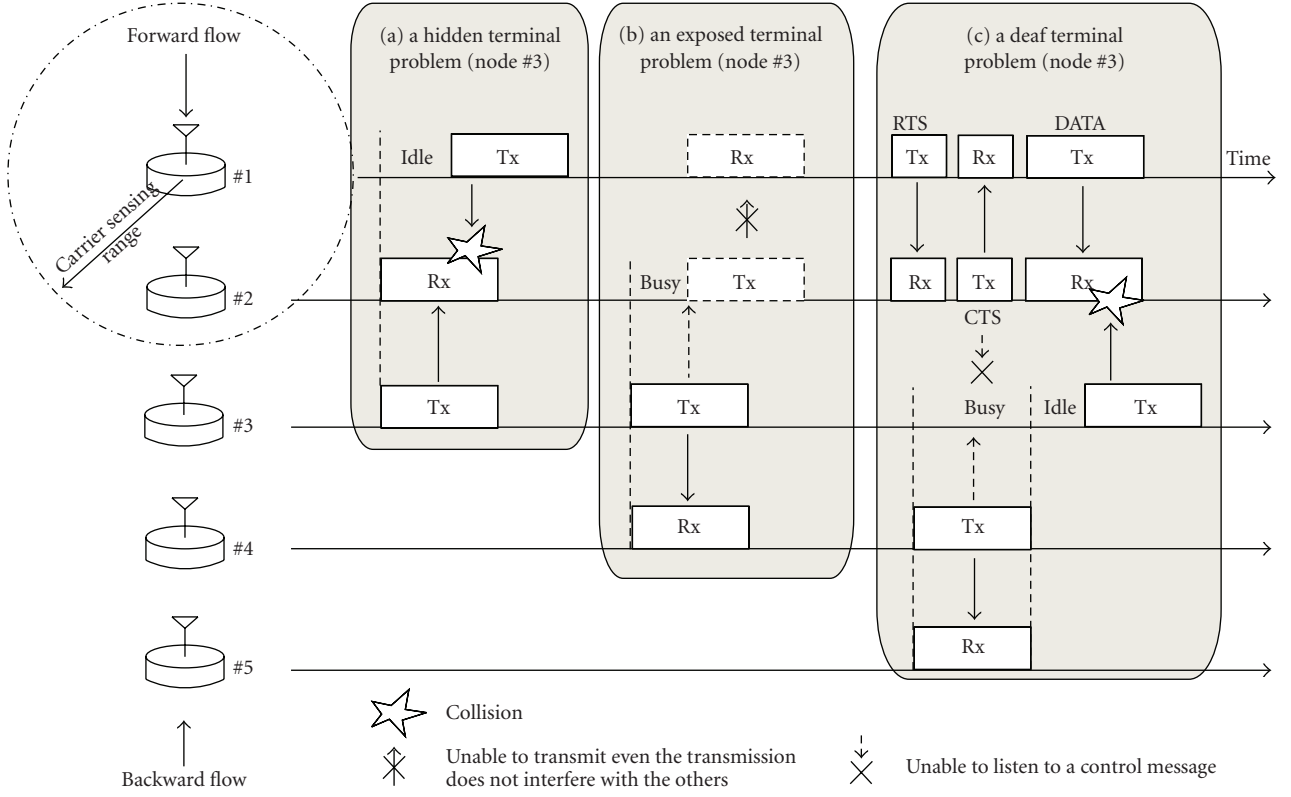 Forward flow
Carrier sensing
range
#1
#2
#3
#4
#5
Backward flow
(a) a hidden terminal
problem (node #3)
Idle
Tx
Rx
Tx
(b) an exposed terminal
problem (node #3)
Rx
Busy
Tx
Tx
Rx
(c) a deaf terminal
problem (node #3)
RTS
DATA
Tx
Rx
Tx
Time
Rx
Tx
Rx
CTS
Busy
Idle
Tx
Tx
Rx
Collision
Unable to transmit even the transmission
does not interfere with the others
Unable to listen to a control message